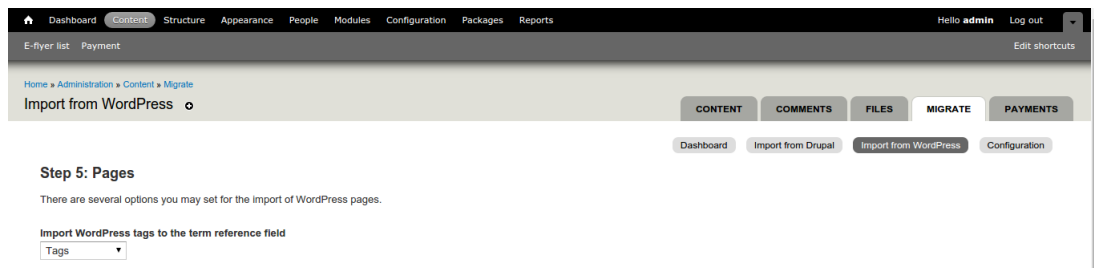 Dashboard Content Structure Appearance People Modules Configuration Packages Reports Hello admin Log out
E-flyer list Payment Edit shortcuts
Home » Administration » Content » Migrate
Import from WordPress
CONTENT COMMENTS FILES MIGRATE PAYMENTS
Dashboard Import from Drupal Import from WordPress Configuration
Step 5: Pages
There are several options you may set for the import of WordPress pages.
Import WordPress tags to the term reference field
Tags